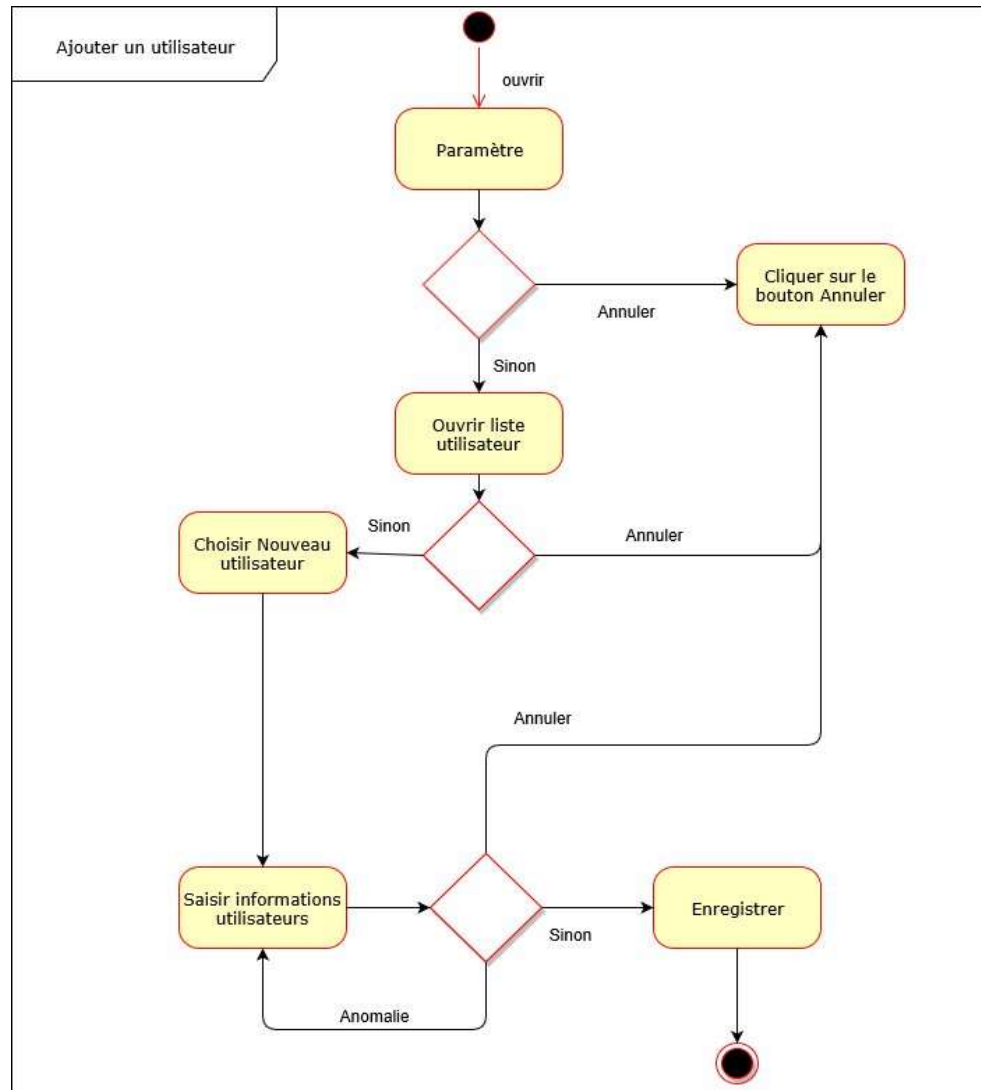 Ajouter un utilisateur
ouvrir
Paramètre
Cliquer sur le
bouton Annuler
Annuler
Sinon
Ouvrir liste
utilisateur
Sinon
Annuler
Choisir Nouveau
utilisateur
Annuler
Saisir informations
utilisateurs
Enregistrer
Sinon
Anomalie